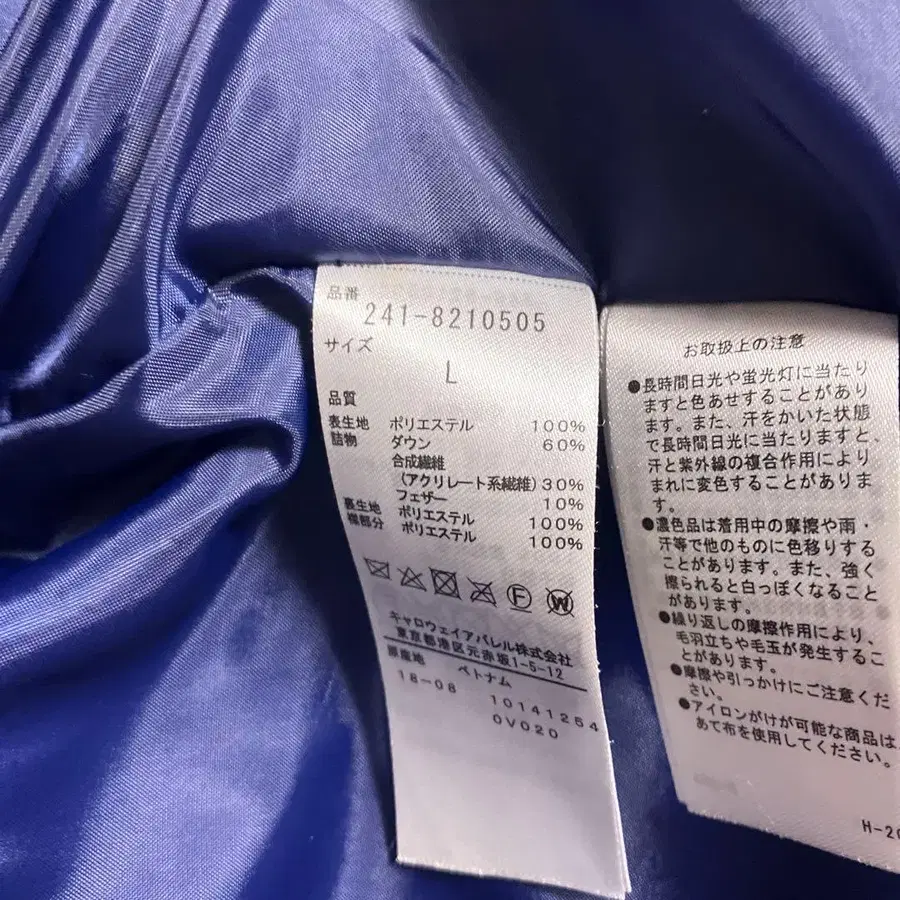 品番
241-8210505
サイズ
L
品質
表生地 ポリエステル 100%
詰物 ダウン 60%
合成繊維
(アクリレート系繊維) 30%
フェザー 10%
裏生地 ポリエステル 100%
ポリエステル 100%
F
W
キャロウェイアパレル株式会社
東京都港区元赤坂1-5-12
原産地 ベトナム
18-08 10141254
0V020
お取扱上の注意
●長時間日光や蛍光灯に当たり
ますと色あせすることがあり
ます。また、汗をかいた状態
で長時間日光に当たりますと、
汗と紫外線の複合作用により
まれに変色することがありま
す。
●濃色品は着用中の摩擦や雨・
汗等で他のものに色移りする
ことがあります。また、強く
擦られると白っぽくなること
があります。
●繰り返しの摩擦作用により、
毛羽立ちや毛玉が発生するこ
とがあります。
●摩擦や引っかけにご注意くだ
さい。
●アイロンがけが可能な商品は、
あて布を使用してください。